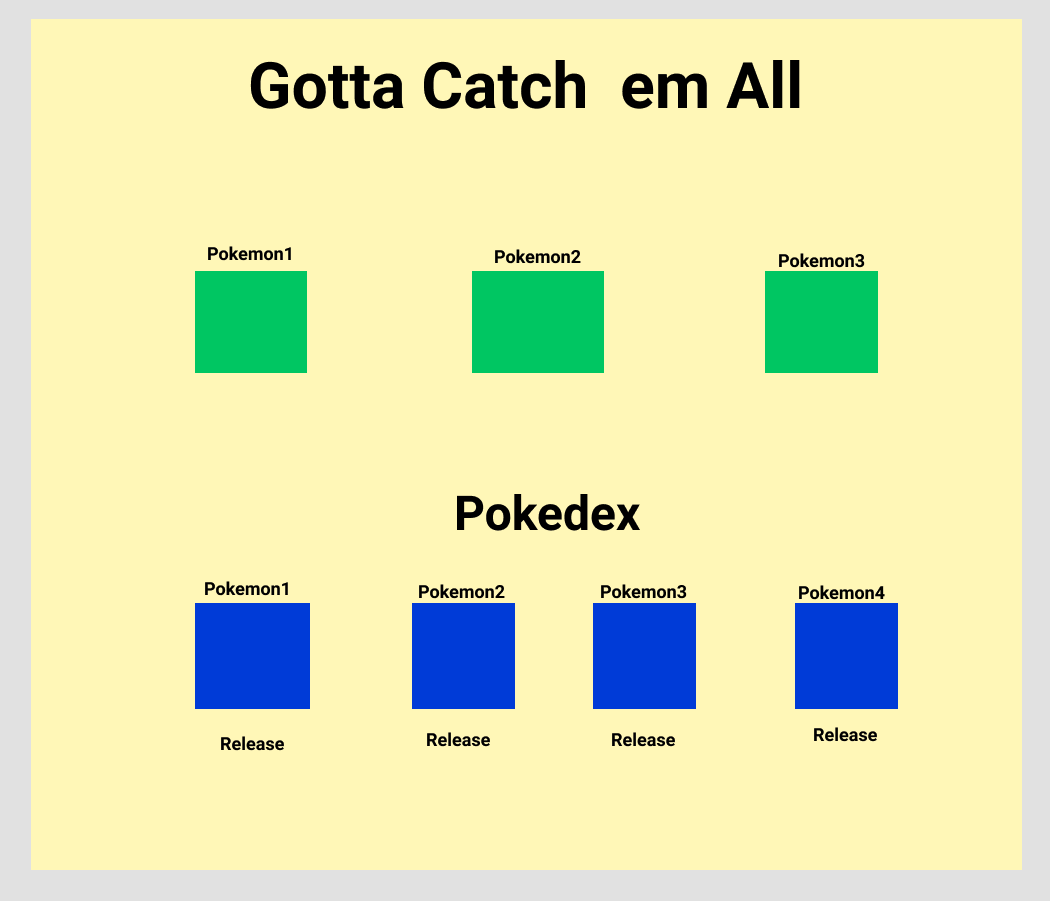 Gotta Catch  em All
Pokemon1 Pokemon2 Pokemon3
Pokedex
Pokemon1 Pokemon2 Pokemon3 Pokemon4
Release Release Release Release